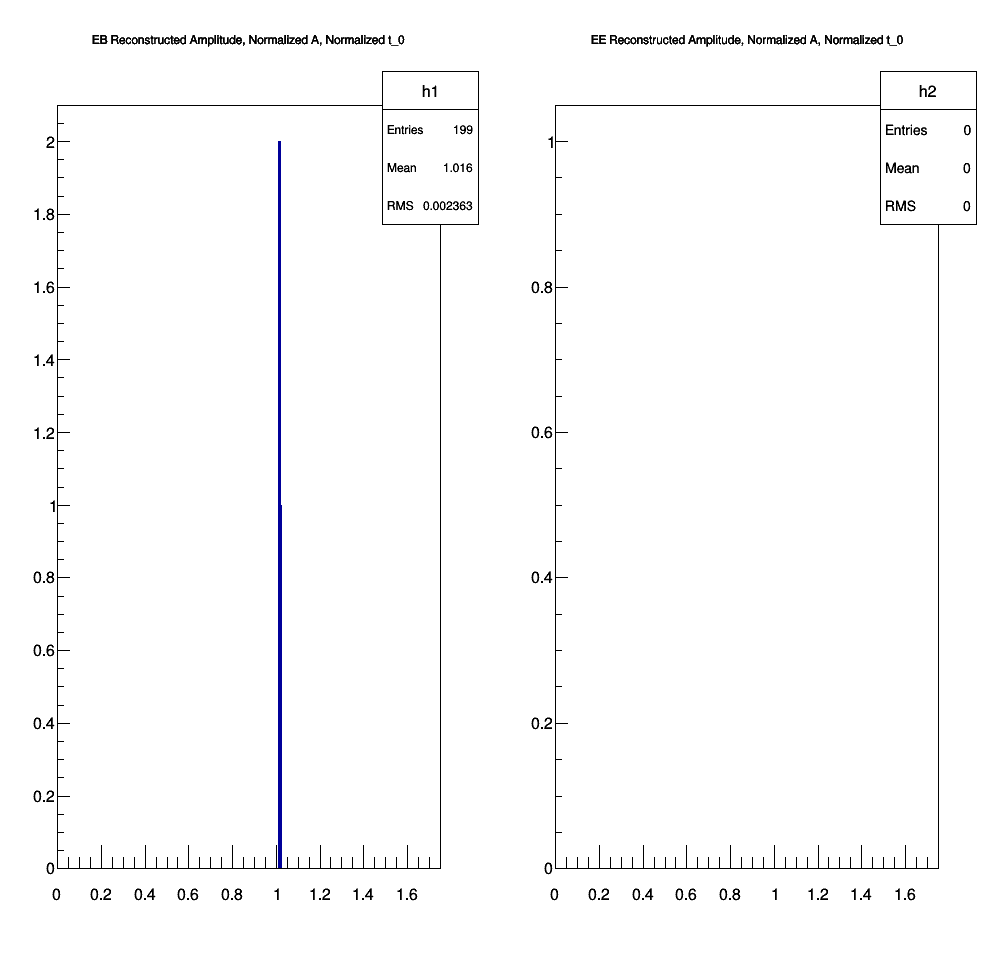 EB Reconstructed Amplitude, Normalized A, Normalized t_0
h1
Entries 199
Mean 1.016
RMS 0.002363
2
1.8
1.6
1.4
1.2
1
0.8
0.6
0.4
0.2
0
0 0.2 0.4 0.6 0.8 1 1.2 1.4 1.6
EE Reconstructed Amplitude, Normalized A, Normalized t_0
h2
Entries 0
Mean 0
RMS 0
1
0.8
0.6
0.4
0.2
0
0 0.2 0.4 0.6 0.8 1 1.2 1.4 1.6